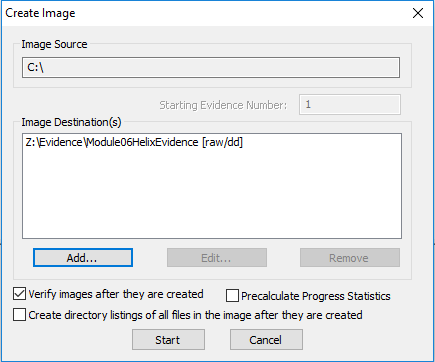 Create Image
Image Source
C:\
Starting Evidence Number: 1
Image Destination(s)
Z:\Evidence\Module06HelixEvidence [raw/dd]
Add... Edit... Remove
Verify images after they are created Precalculate Progress Statistics
Create directory listings of all files in the image after they are created
Start Cancel